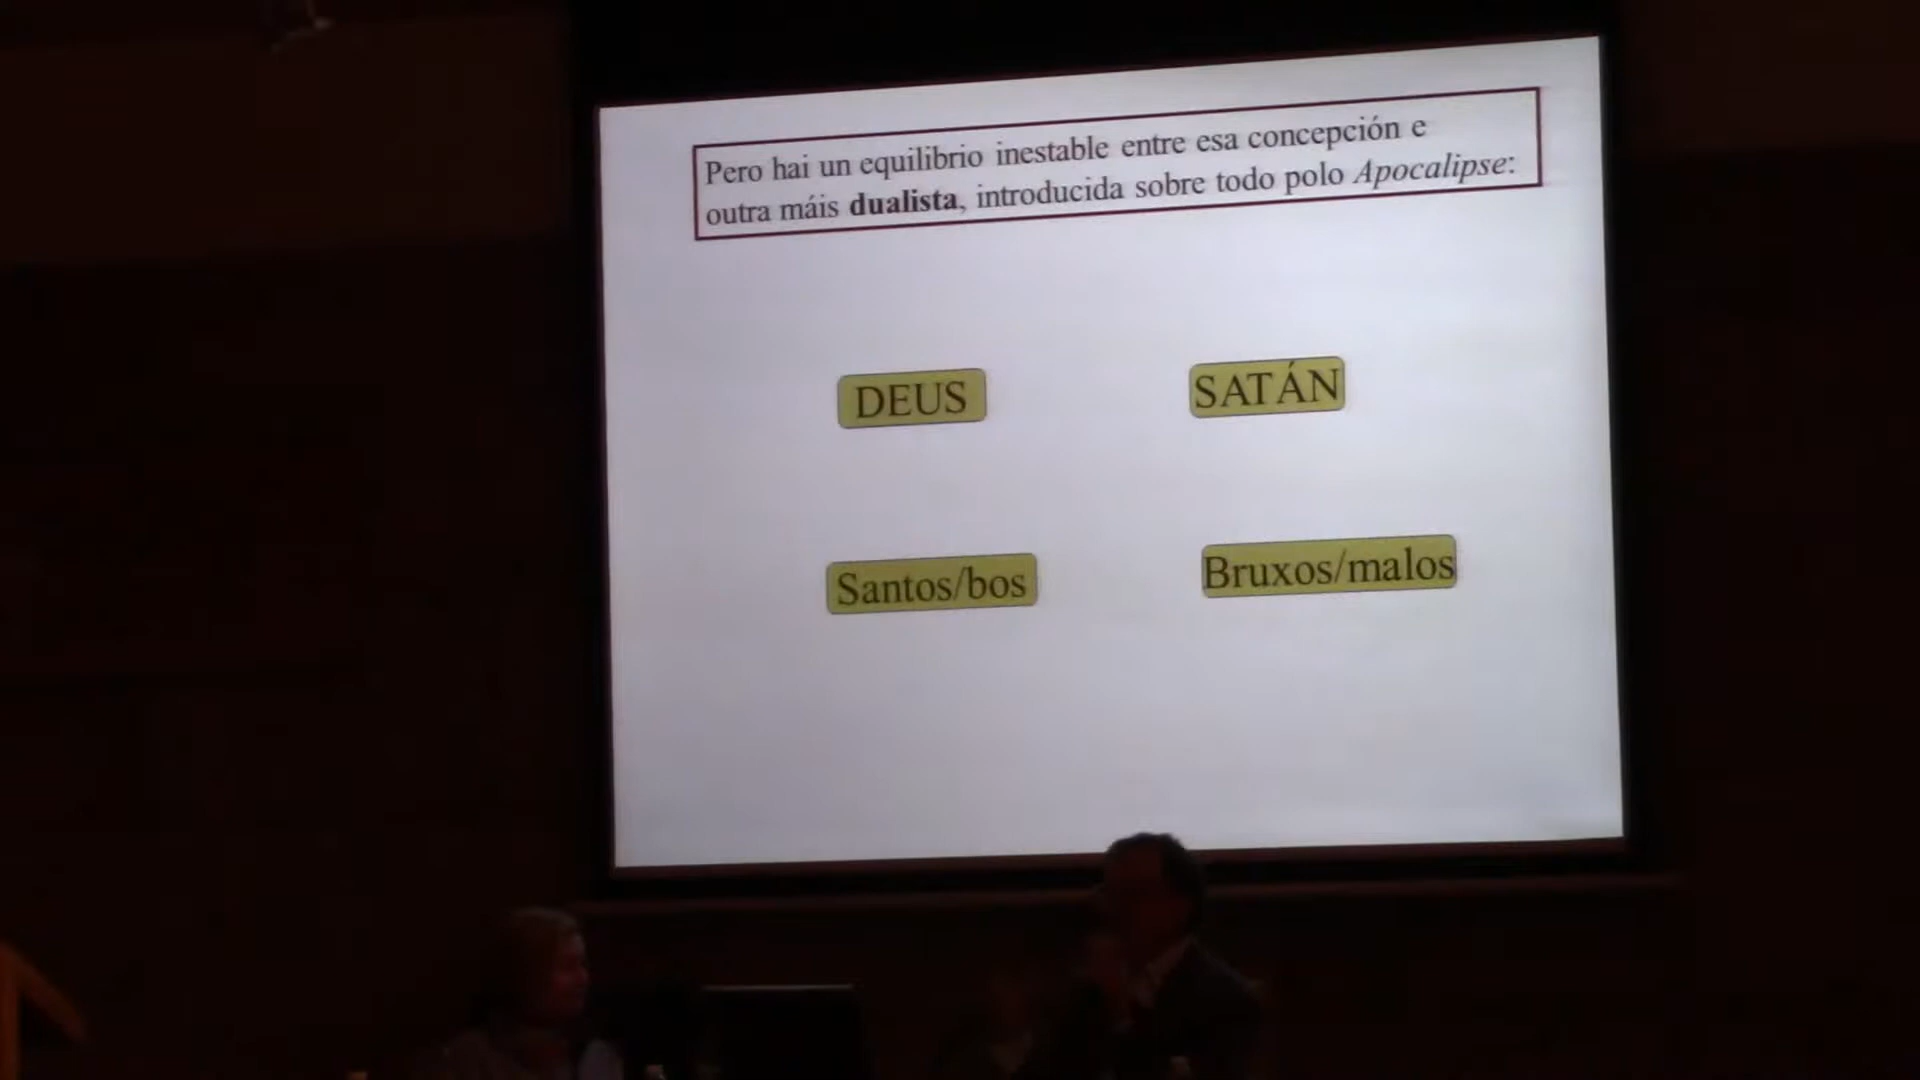 Pero hai un equilibrio inestable entre esa concepción e
outra máis dualista, introducida sobre todo polo Apocalipse:
DEUS
SATÁN
Santos/bos
Bruxos/malos